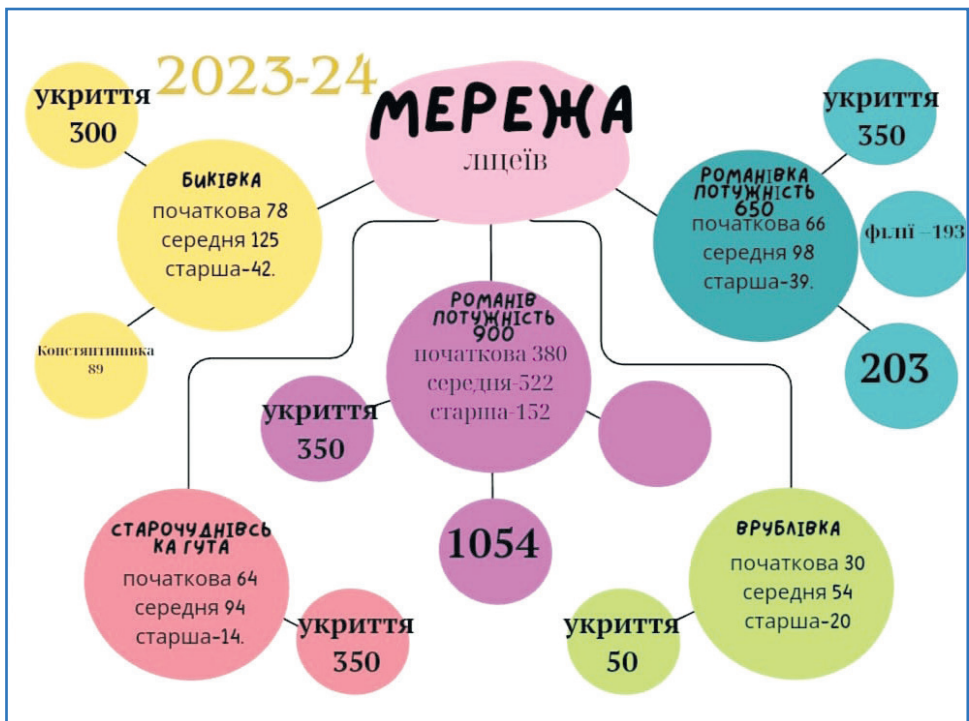 2023-24
МЕРЕЖА
ліцеїв
укриття
300
БИКІВКА
початкова 78
середня 125
старша-42.
Константинівка
89
РОМАНІВКА
ПОТУЖНІСТЬ
650
початкова 66
середня 98
старша-39.
укриття
350
філії –193
203
РОМАНІВ
ПОТУЖНІСТЬ
900
початкова 380
середня-522
старша-152
укриття
350
1054
СТАРОЧУДНІВСЬ
КА ГУТА
початкова 64
середня 94
старша-14.
укриття
350
ВРУБЛІВКА
початкова 30
середня 54
старша-20
укриття
50